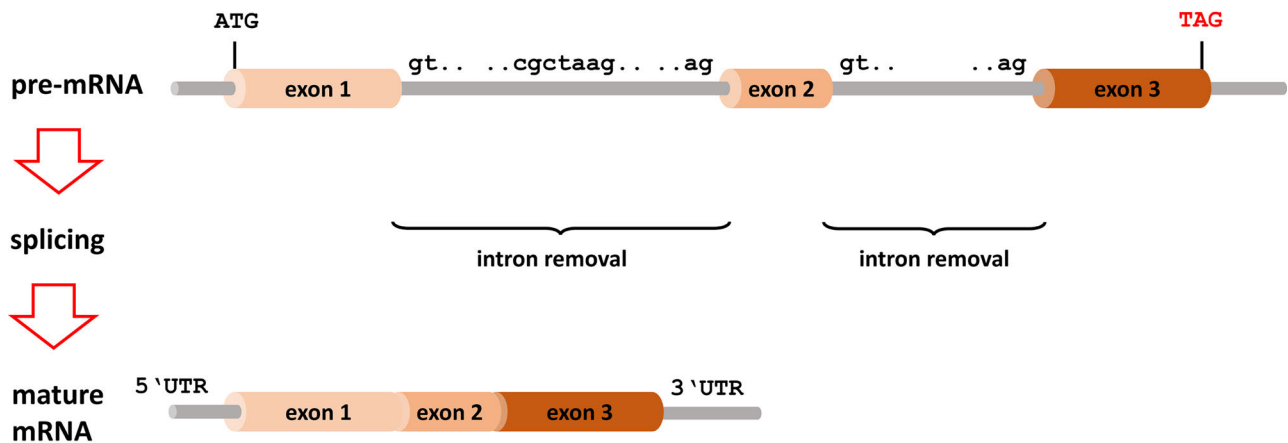 ATG
TAG
gt.. ..cgctaag.. ..ag
gt.. ..ag
pre-mRNA
exon 1
exon 2
exon 3
splicing
intron removal
intron removal
5‘UTR
3‘UTR
mature
mRNA
exon 1
exon 2
exon 3